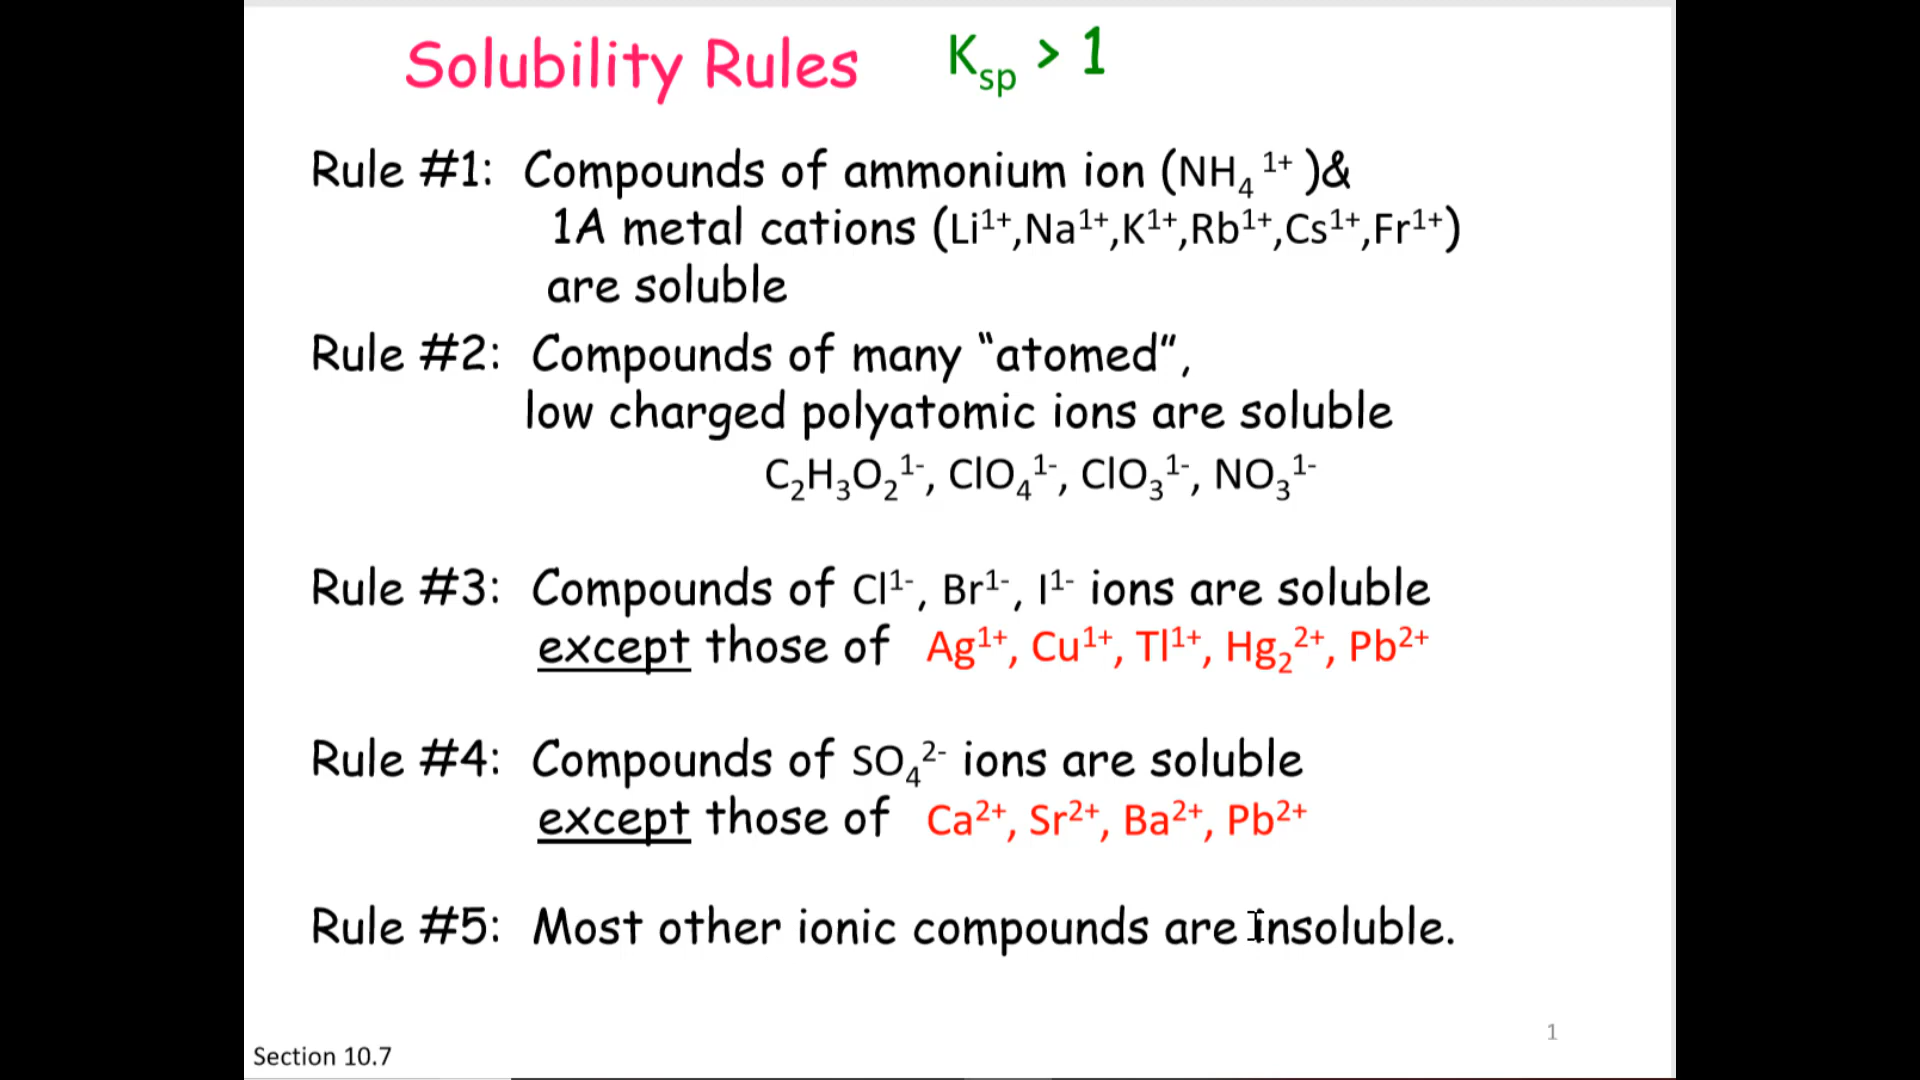 Solubility Rules K₍sp₎ > 1
Rule #1: Compounds of ammonium ion (NH₄ ¹⁺ )&
1A metal cations (Li¹⁺,Na¹⁺,K¹⁺,Rb¹⁺,Cs¹⁺,Fr¹⁺)
are soluble
Rule #2: Compounds of many “atomed”,
low charged polyatomic ions are soluble
C₂H₃O₂¹⁻, ClO₄¹⁻, ClO₃¹⁻, NO₃¹⁻
Rule #3: Compounds of Cl¹⁻, Br¹⁻, I¹⁻ ions are soluble
except those of Ag¹⁺, Cu¹⁺, Tl¹⁺, Hg₂²⁺, Pb²⁺
Rule #4: Compounds of SO₄²⁻ ions are soluble
except those of Ca²⁺, Sr²⁺, Ba²⁺, Pb²⁺
Rule #5: Most other ionic compounds are insoluble.
1
Section 10.7